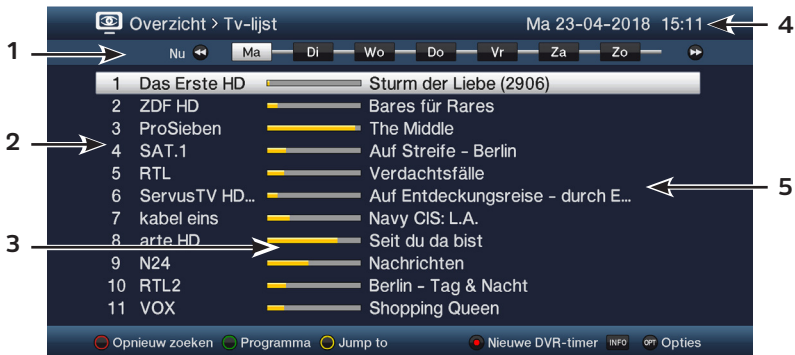 Overzicht > Tv-lijst Ma 23-04-2018 15:11 4
1 Nu Ma Di Wo Do Vr Za Zo
1 Das Erste HD Sturm der Liebe (2906)
2 ZDF HD Bares für Rares
3 ProSieben The Middle
2 4 SAT.1 Auf Streife - Berlin
5 RTL Verdachtsfälle
6 ServusTV HD... Auf Entdeckungsreise - durch E... 5
7 kabel eins Navy CIS: L.A.
3 8 arte HD Seit du da bist
9 N24 Nachrichten
10 RTL2 Berlin - Tag & Nacht
11 VOX Shopping Queen
Opnieuw zoeken Programma Jump to Nieuwe DVR-timer INFO OPT Opties